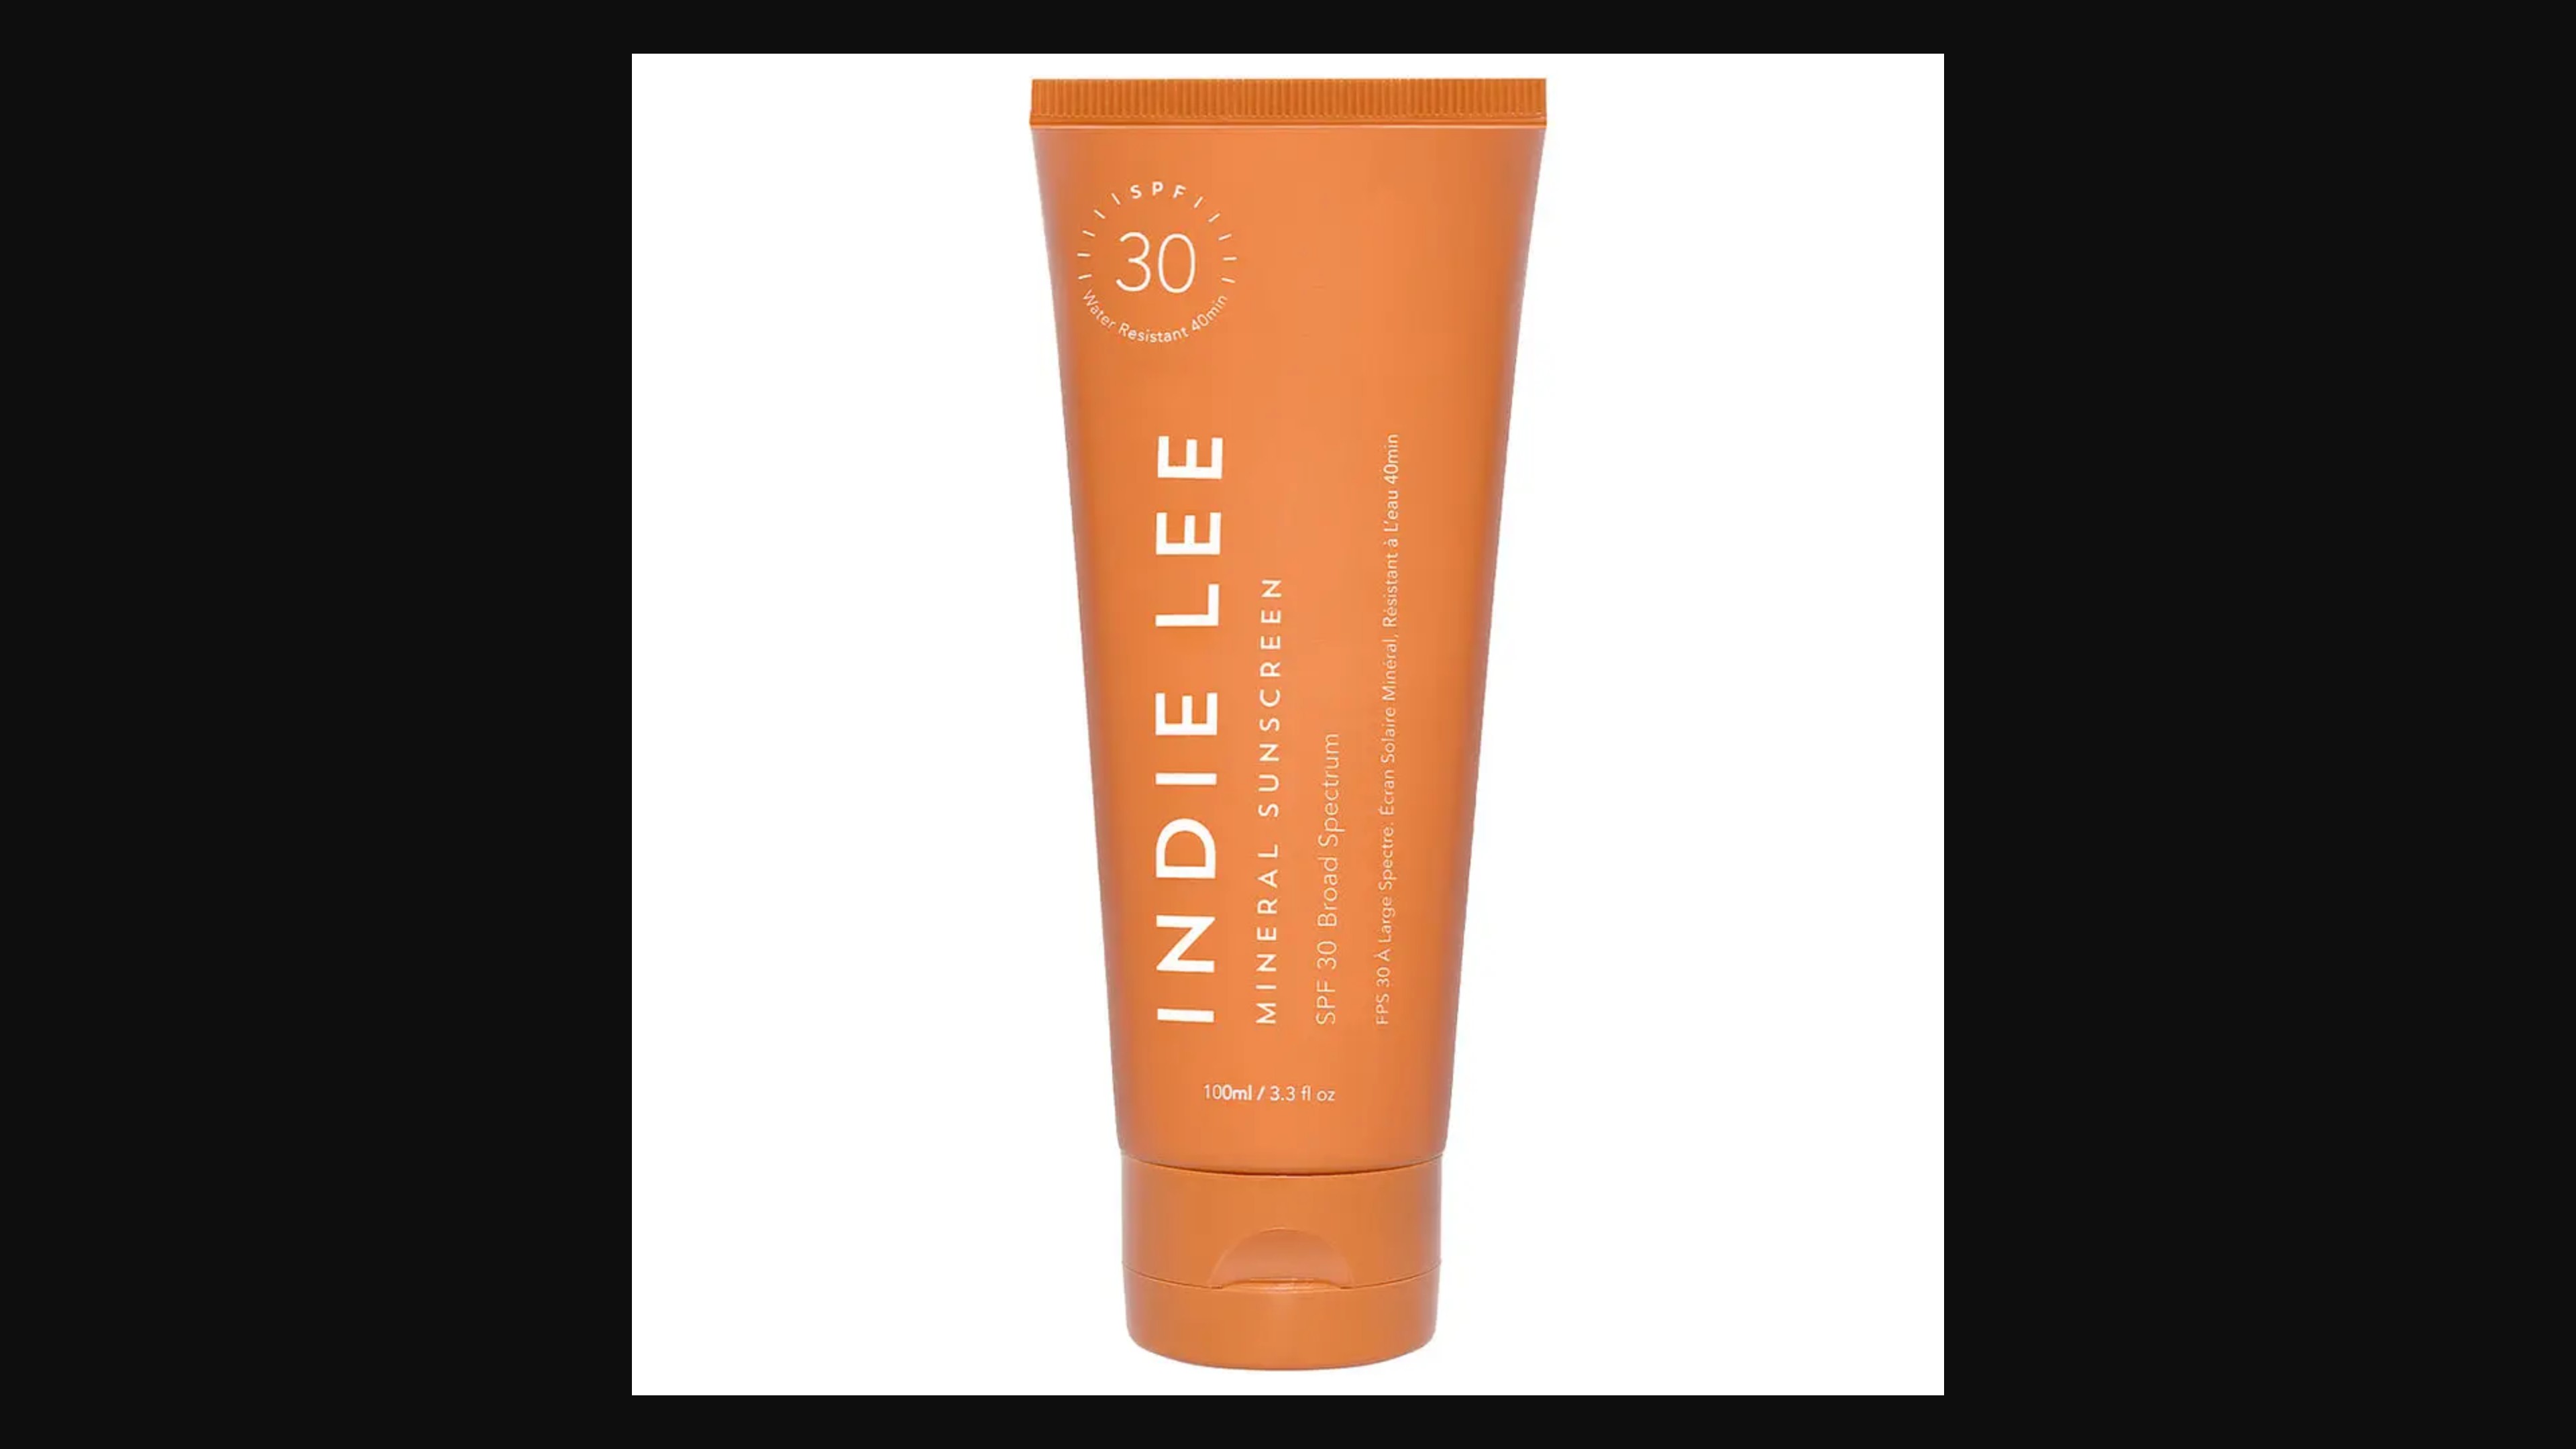 SPF
30
Water Resistant 40min
INDIE LEE
MINERAL SUNSCREEN
SPF 30 Broad Spectrum
FPS 30 À Large Spectre. Écran Solaire Minéral, Résistant à L'eau 40min
100ml / 3.3 fl oz